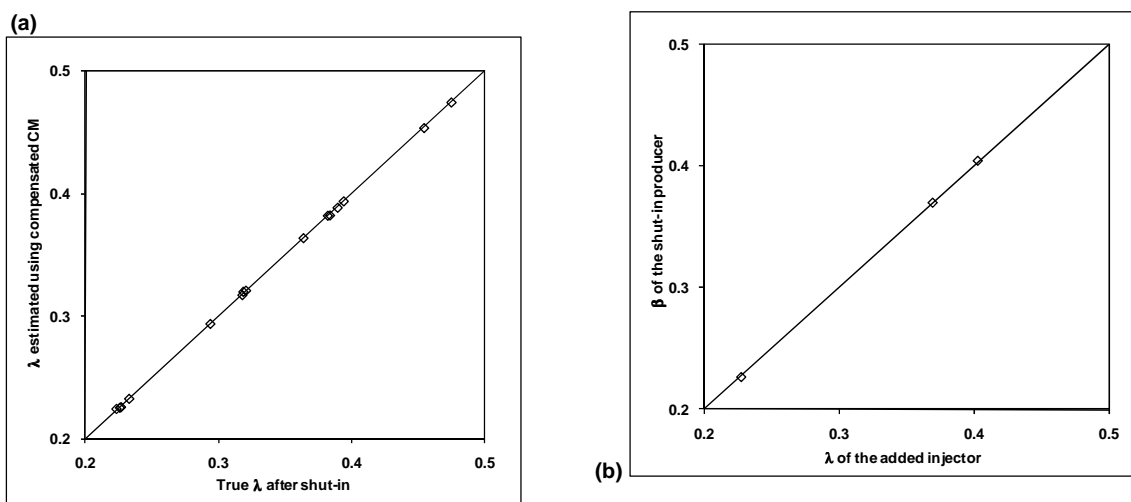 (a)
0.5
0.4
0.3
0.2
λ estimated using compensated CM
0.2 0.3 0.4 0.5
True λ after shut-in
0.5
0.4
0.3
0.2
β of the shut-in producer
0.2 0.3 0.4 0.5
λ of the added injector
(b)